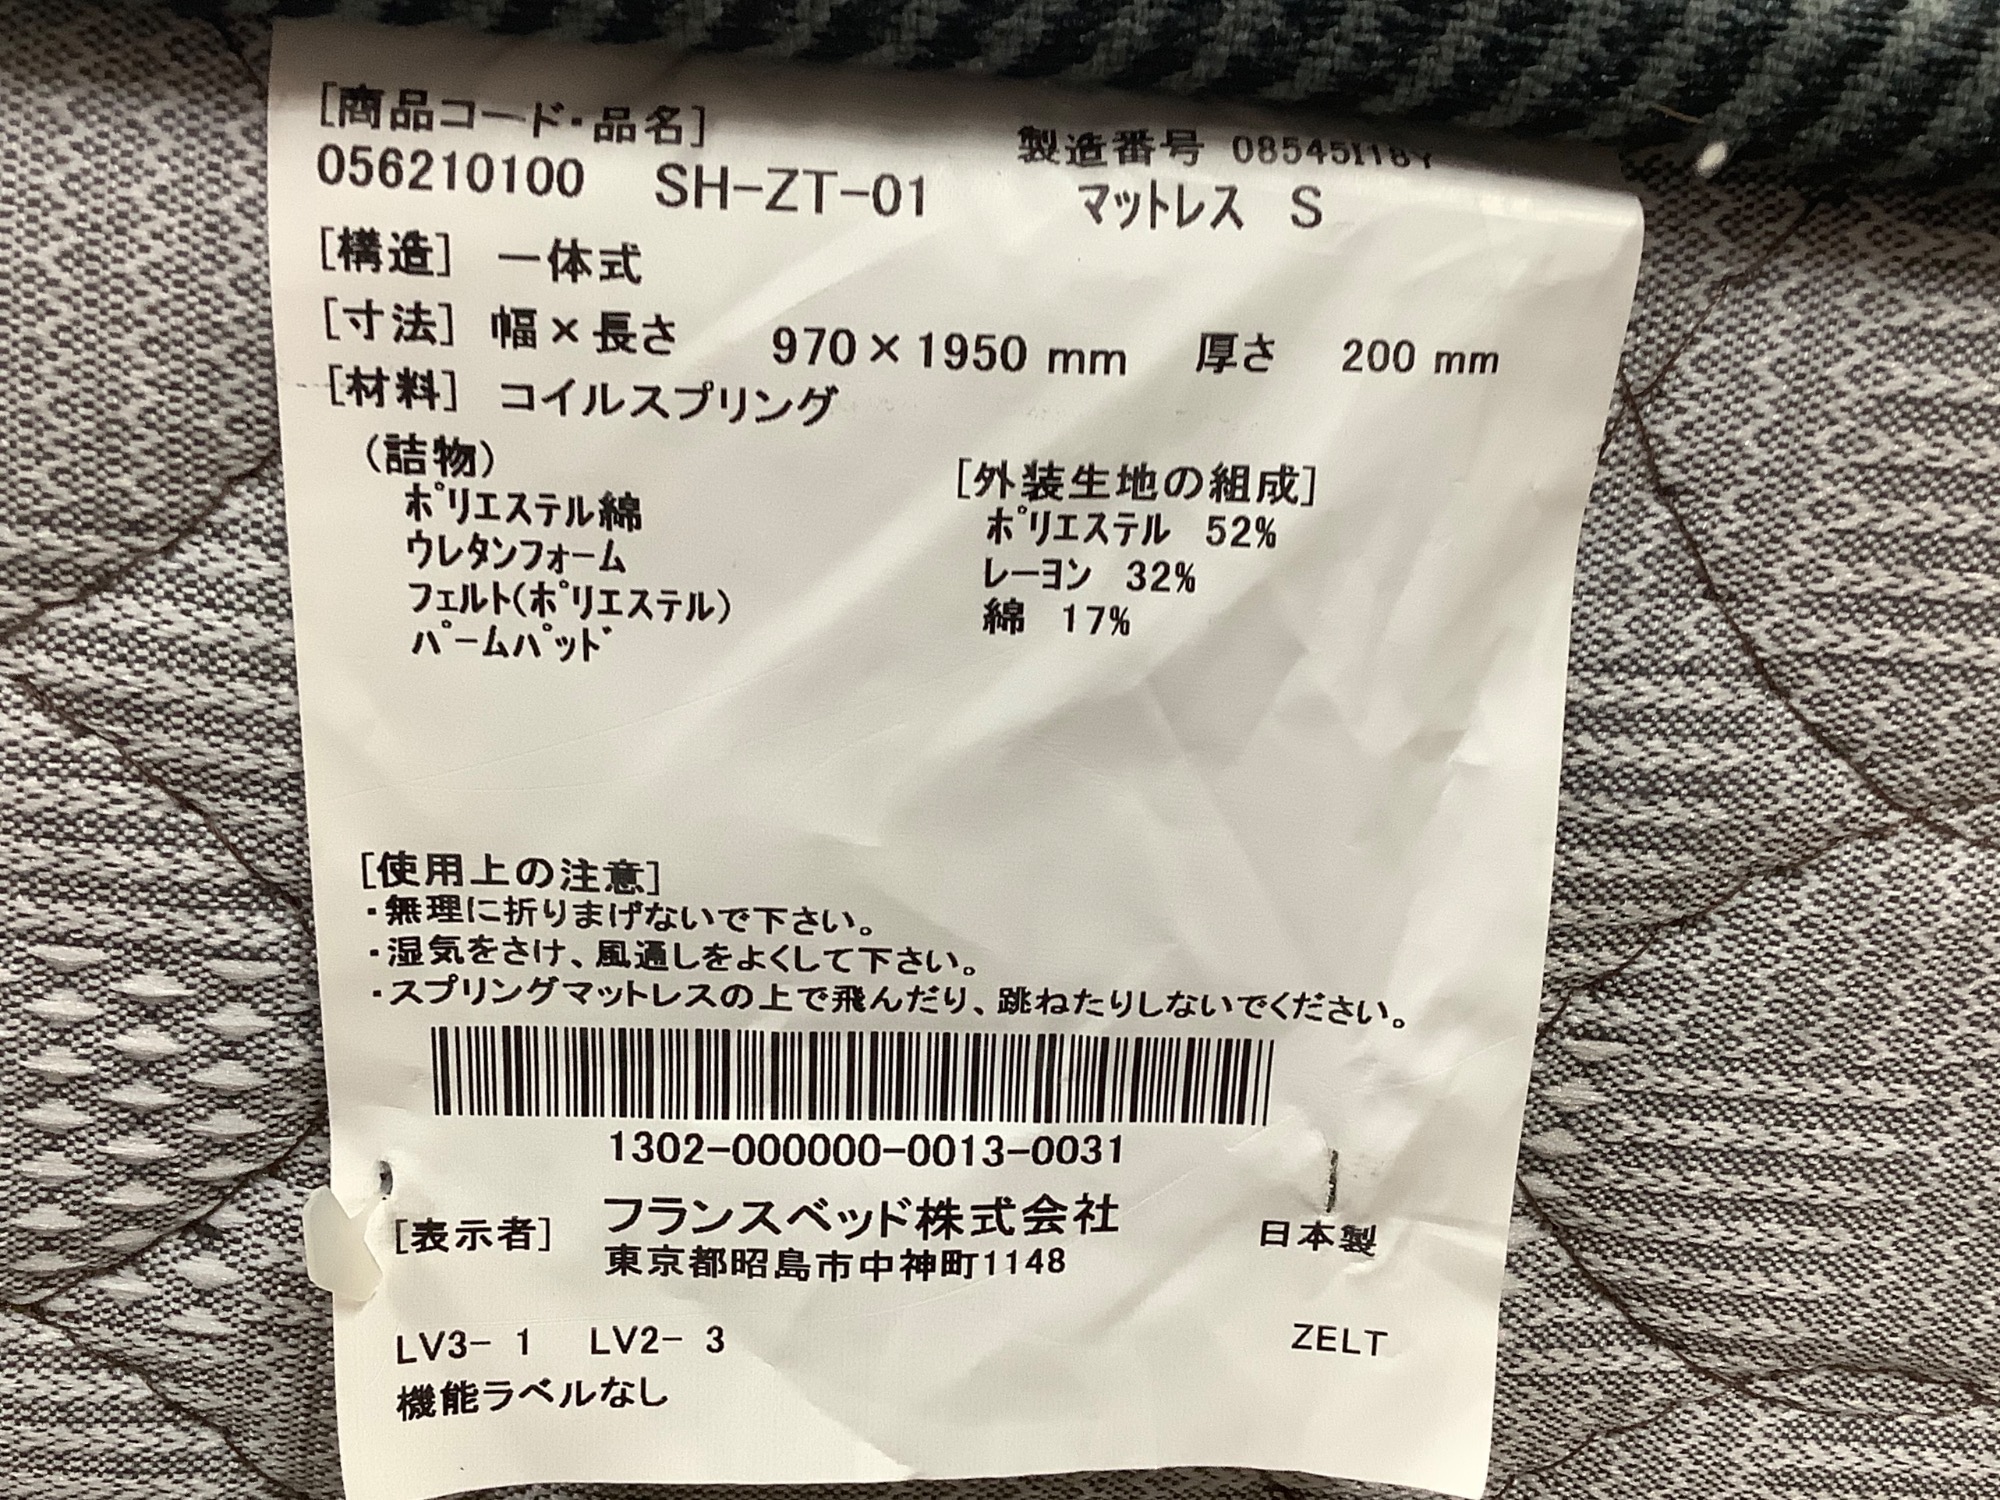 [商品コード・品名] 製造番号
056210100 SH-ZT-01 マットレス S
[構造] 一体式
[寸法] 幅×長さ 970×1950 mm 厚さ 200 mm
[材料] コイルスプリング
(詰物)
ポリエステル綿
ウレタンフォーム
フェルト(ポリエステル)
パームパッド
[外装生地の組成]
ポリエステル 52%
レーヨン 32%
綿 17%
[使用上の注意]
・無理に折りまげないで下さい。
・湿気をさけ、風通しをよくして下さい。
・スプリングマットレスの上で飛んだり、跳ねたりしないでください。
1302-000000-0013-0031
[表示者] フランスベッド株式会社
東京都昭島市中神町1148
日本製
LV3- 1 LV2- 3 ZELT
機能ラベルなし